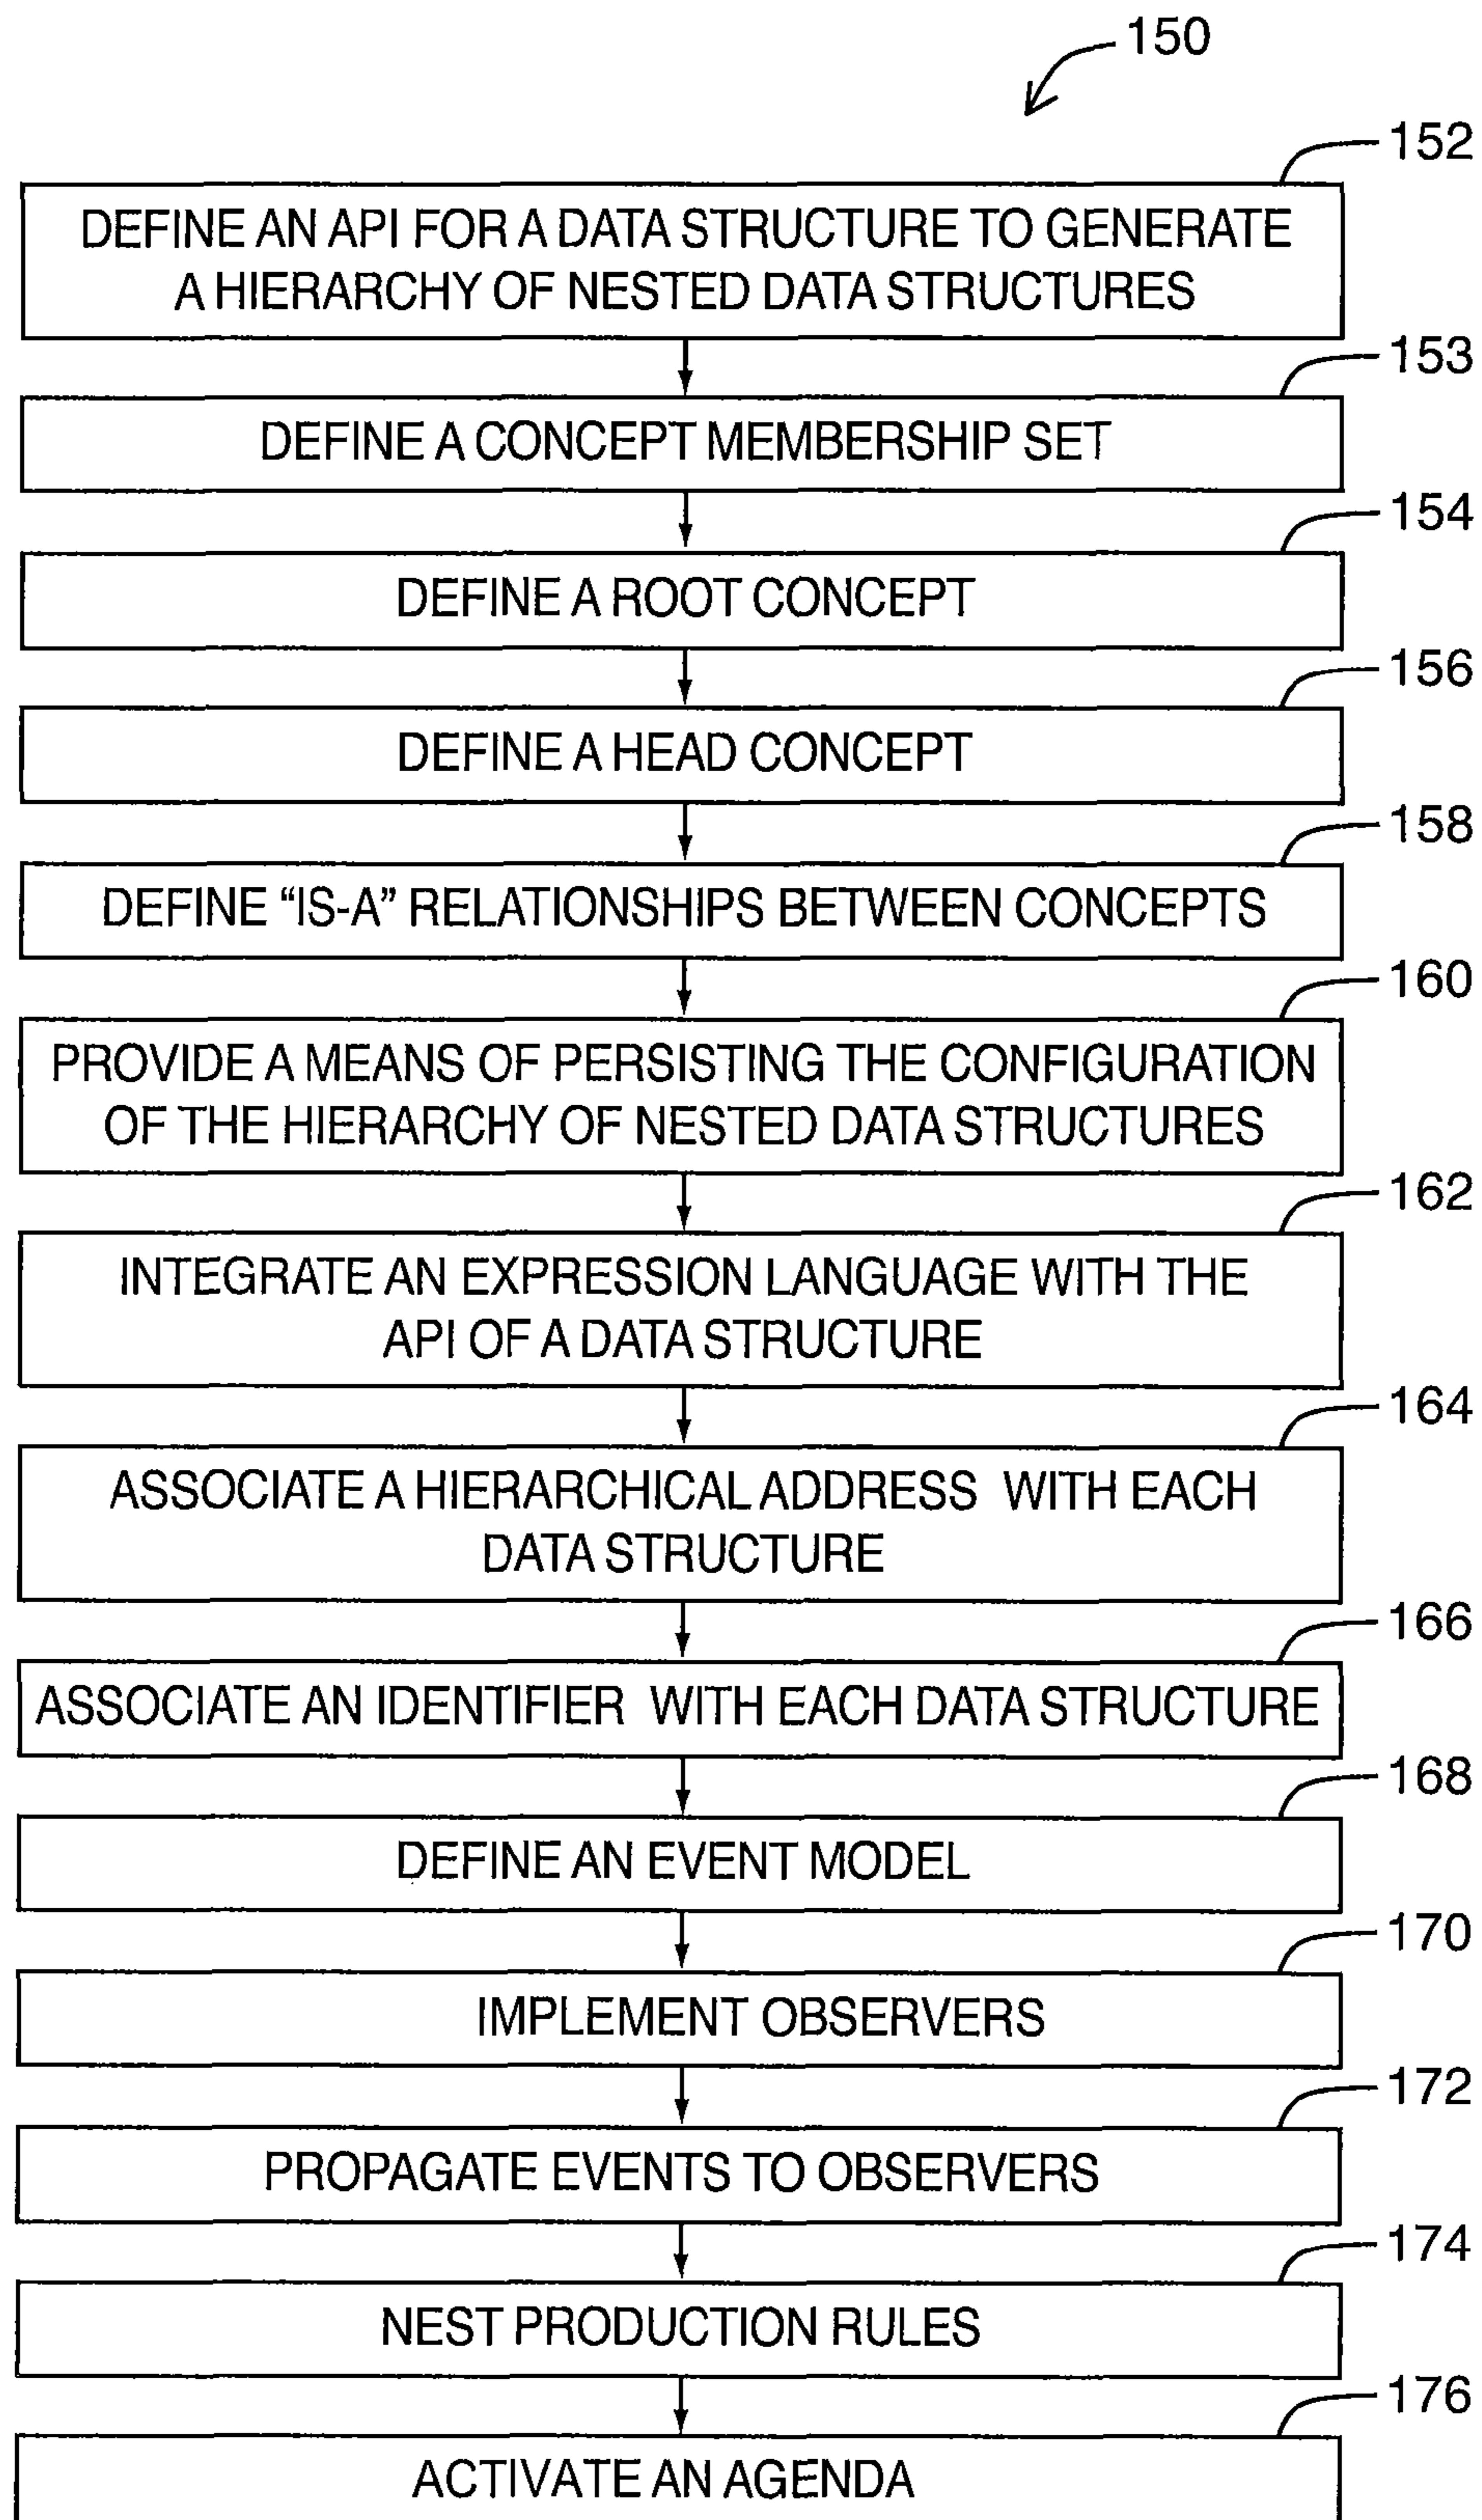 150
152
DEFINE AN API FOR A DATA STRUCTURE TO GENERATE
A HIERARCHY OF NESTED DATA STRUCTURES
153
DEFINE A CONCEPT MEMBERSHIP SET
154
DEFINE A ROOT CONCEPT
156
DEFINE A HEAD CONCEPT
158
DEFINE “IS-A” RELATIONSHIPS BETWEEN CONCEPTS
160
PROVIDE A MEANS OF PERSISTING THE CONFIGURATION
OF THE HIERARCHY OF NESTED DATA STRUCTURES
162
INTEGRATE AN EXPRESSION LANGUAGE WITH THE
API OF A DATA STRUCTURE
164
ASSOCIATE A HIERARCHICAL ADDRESS WITH EACH
DATA STRUCTURE
166
ASSOCIATE AN IDENTIFIER WITH EACH DATA STRUCTURE
168
DEFINE AN EVENT MODEL
170
IMPLEMENT OBSERVERS
172
PROPAGATE EVENTS TO OBSERVERS
174
NEST PRODUCTION RULES
176
ACTIVATE AN AGENDA